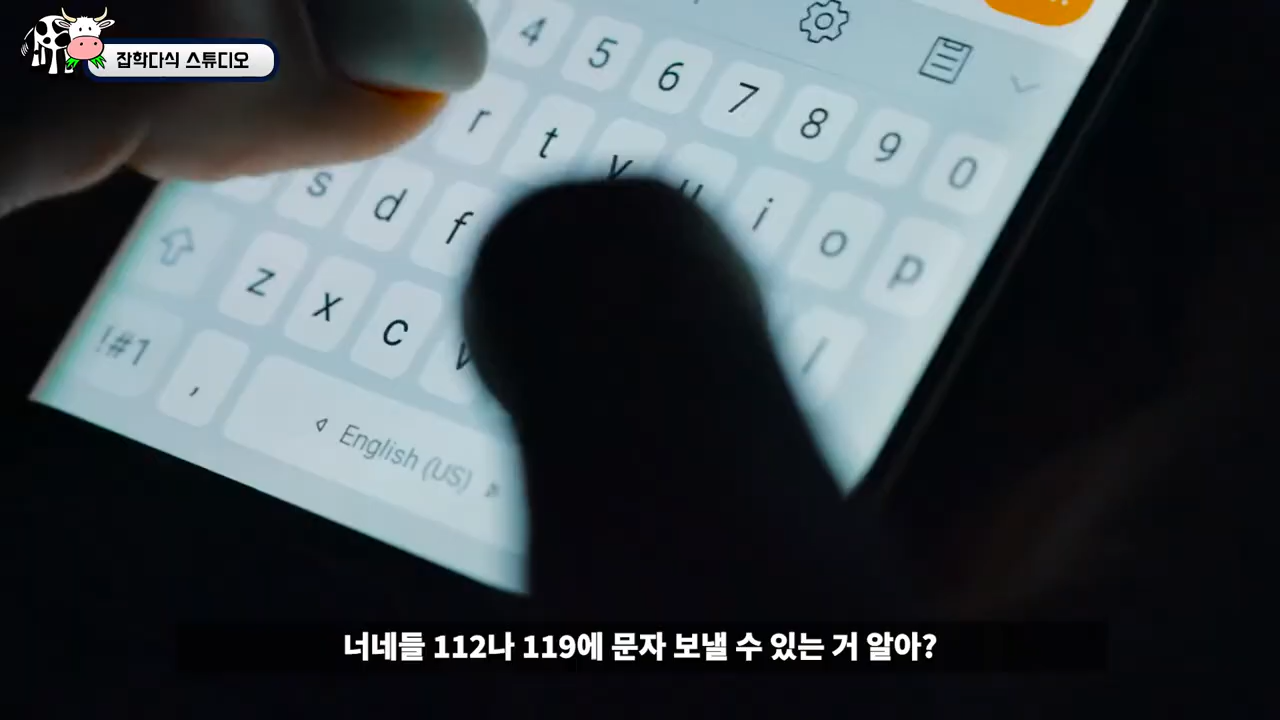 잡학다식 스튜디오
4 5 6 7 8 9 0
r t y u i o p
s d f l
z x c v
!#1 , English (US)
너네들 112나 119에 문자 보낼 수 있는 거 알아?